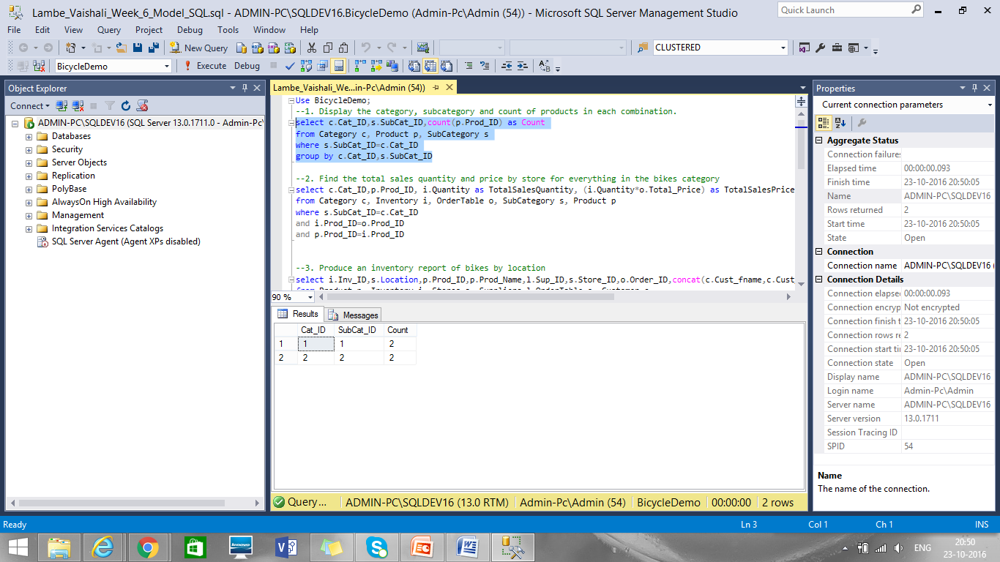 Lambe_Vaishali_Week_6_Model_SQL.sql - ADMIN-PC\SQLDEV16.BicycleDemo (Admin-Pc\Admin (54)) - Microsoft SQL Server Management Studio
Quick Launch
File Edit View Query Project Debug Tools Window Help
New Query
CLUSTERED
BicycleDemo
Execute Debug
Object Explorer
Connect
ADMIN-PC\SQLDEV16 (SQL Server 13.0.1711.0 - Admin-Pc\
Databases
Security
Server Objects
Replication
PolyBase
AlwaysOn High Availability
Management
Integration Services Catalogs
SQL Server Agent (Agent XPs disabled)
Lambe_Vaishali_We...in-Pc\Admin (54))
Use BicycleDemo;
--1. Display the category, subcategory and count of products in each combination.
select c.Cat_ID,s.SubCat_ID,count(p.Prod_ID) as Count
from Category c, Product p, SubCategory s
where s.SubCat_ID=c.Cat_ID
group by c.Cat_ID,s.SubCat_ID
--2. Find the total sales quantity and price by store for everything in the bikes category
select c.Cat_ID,p.Prod_ID, i.Quantity as TotalSalesQuantity, (i.Quantity*o.Total_Price) as TotalSalesPrice
from Category c, Inventory i, OrderTable o, SubCategory s, Product p
where s.SubCat_ID=c.Cat_ID
and i.Prod_ID=o.Prod_ID
and p.Prod_ID=i.Prod_ID
--3. Produce an inventory report of bikes by location
select i.Inv_ID,s.Location,p.Prod_ID,p.Prod_Name,l.Sup_ID,s.Store_ID,o.Order_ID,concat(c.Cust_fname,c.Cust
90 %
Results Messages
Cat_ID SubCat_ID Count
1 1 1 2
2 2 2 2
Query... ADMIN-PC\SQLDEV16 (13.0 RTM) Admin-Pc\Admin (54) BicycleDemo 00:00:00 2 rows
Properties
Current connection parameters
Aggregate Status
Connection failures
Elapsed time 00:00:00.093
Finish time 23-10-2016 20:50:05
Name ADMIN-PC\SQLDEV16
Rows returned 2
Start time 23-10-2016 20:50:05
State Open
Connection
Connection name ADMIN-PC\SQLDEV16 (
Connection Details
Connection elapse 00:00:00.093
Connection encryp Not encrypted
Connection finish t 23-10-2016 20:50:05
Connection rows re 2
Connection start ti 23-10-2016 20:50:05
Connection state Open
Display name ADMIN-PC\SQLDEV16
Login name Admin-Pc\Admin
Server name ADMIN-PC\SQLDEV16
Server version 13.0.1711
Session Tracing ID
SPID 54
Name
The name of the connection.
Ready Ln 3 Col 1 Ch 1 INS
lenovo
ENG
20:50
23-10-2016